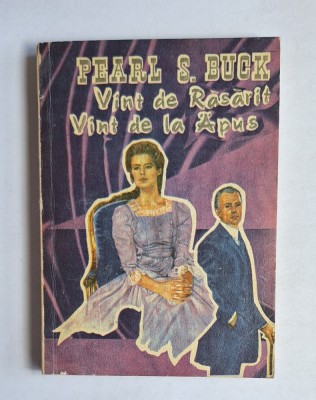 PEARL S. BUCK
Vînt de Răsărit
Vînt de la Apus